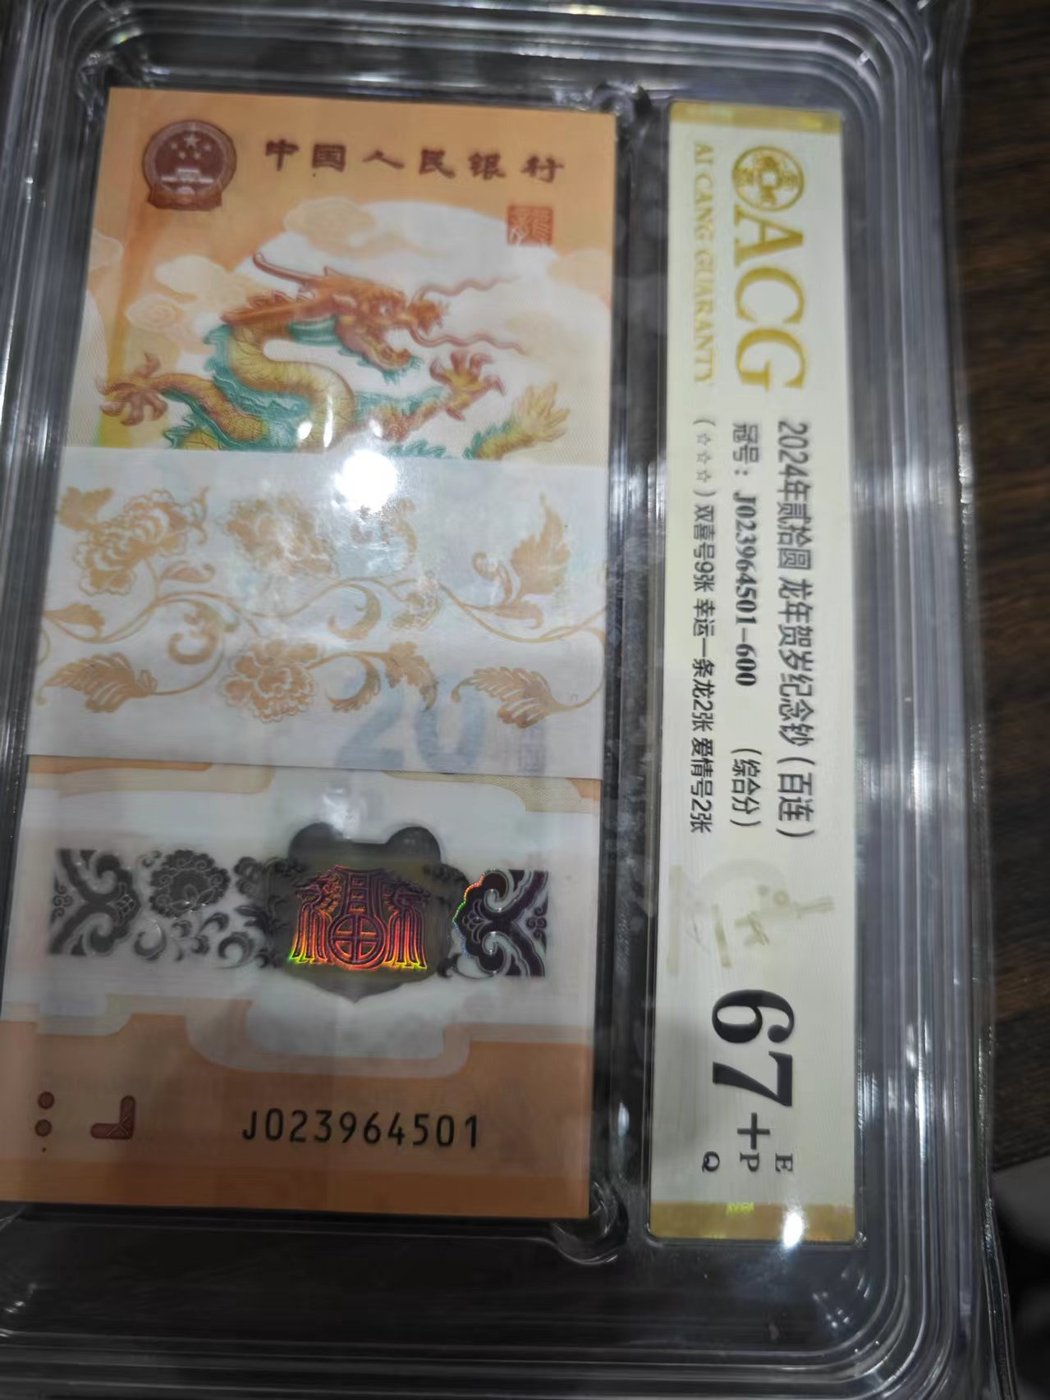 中国人民银行
20
J023964501
ACG
AI CANG GUARANTY
2024年贰拾圆 龙年贺岁纪念钞（百连）
冠号：J023964501-600 （综合分）
（☆☆☆）双喜号9张 幸运一条龙2张 爱情号2张
67+
E
P
Q